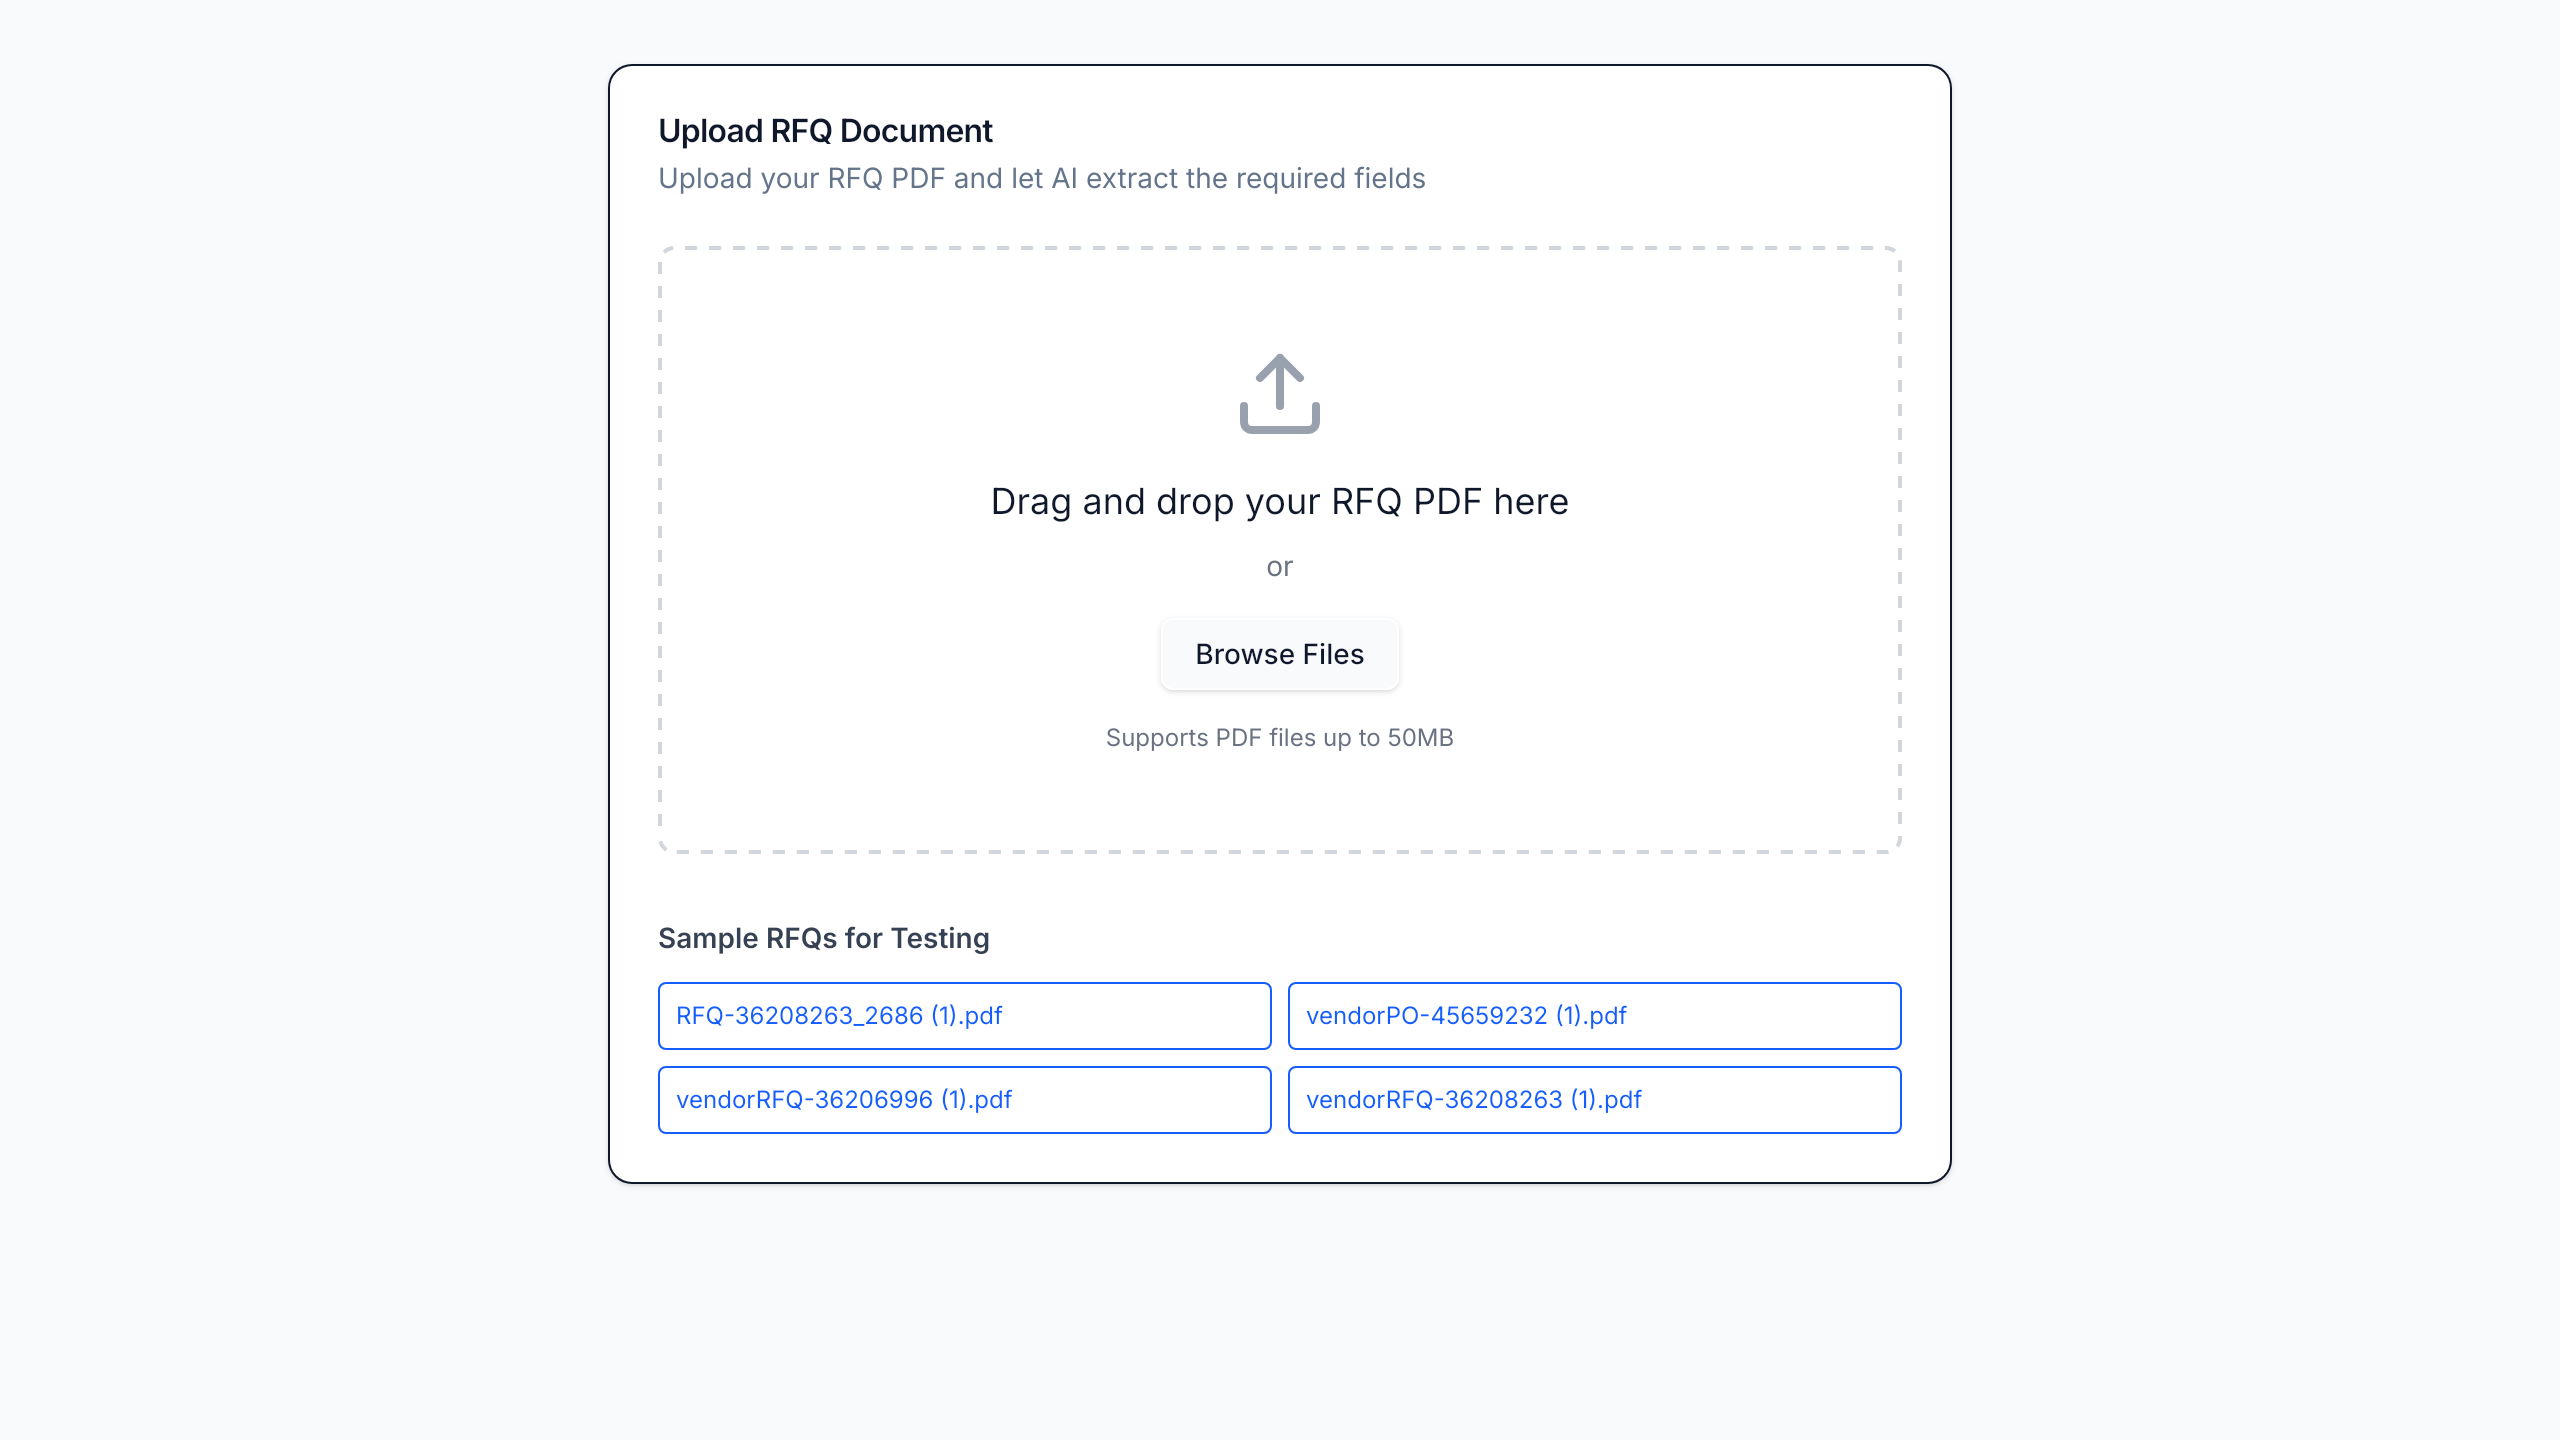 Upload RFQ Document
Upload your RFQ PDF and let AI extract the required fields
Drag and drop your RFQ PDF here
or
Browse Files
Supports PDF files up to 50MB
Sample RFQs for Testing
RFQ-36208263_2686 (1).pdf
vendorPO-45659232 (1).pdf
vendorRFQ-36206996 (1).pdf
vendorRFQ-36208263 (1).pdf